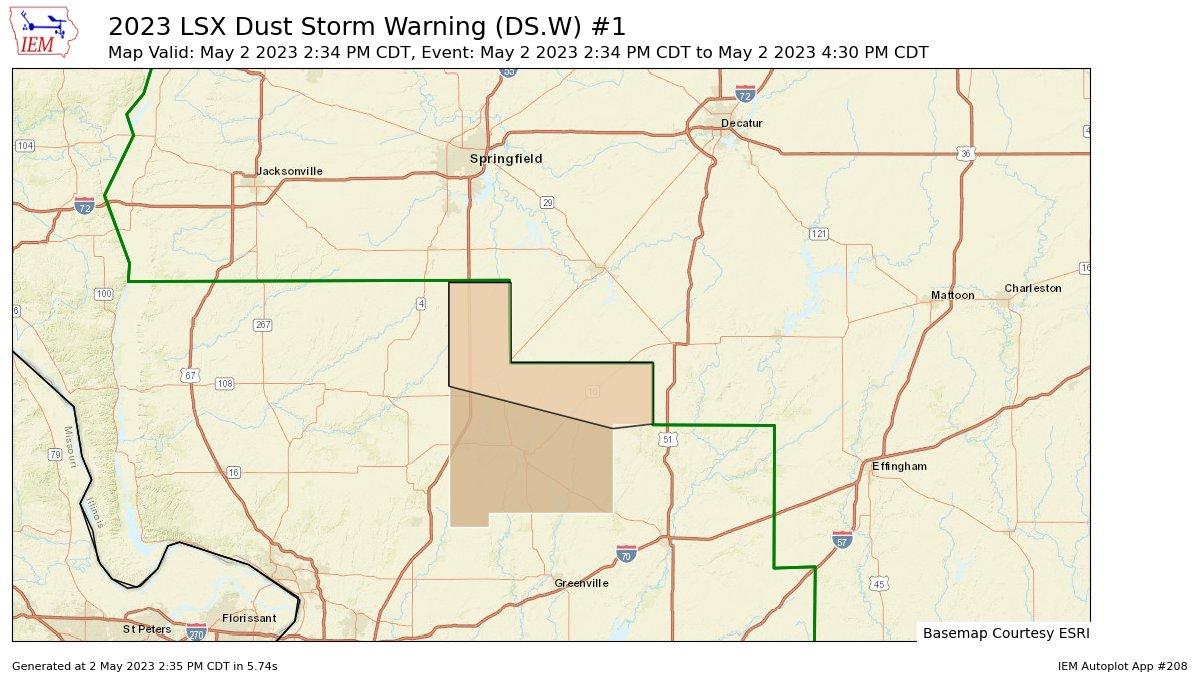 2023 LSX Dust Storm Warning (DS.W) #1
IEM
Map Valid: May 2 2023 2:34 PM CDT, Event: May 2 2023 2:34 PM CDT to May 2 2023 4:30 PM CDT
55
72
Decatur
104
36
Springfield
Jacksonville
72
29
121
100
4
Mattoon
Charleston
267
67
108
16
51
Missouri
79
16
Effingham
Illinois
57
70
Greenville
45
Florissant
St Peters
270
Basemap Courtesy ESRI
Generated at 2 May 2023 2:35 PM CDT in 5.74s
IEM Autoplot App #208